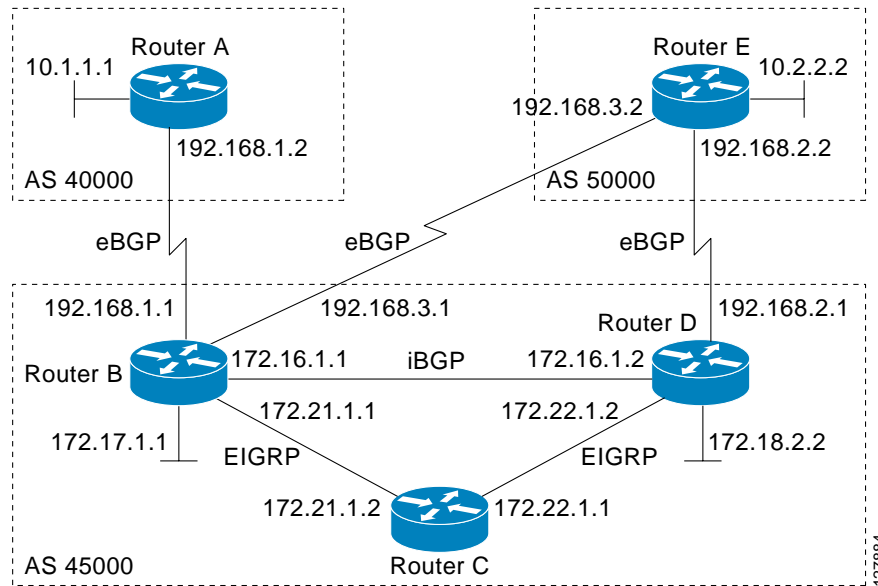 Router A
10.1.1.1
192.168.1.2
AS 40000
Router E
10.2.2.2
192.168.3.2
192.168.2.2
AS 50000
eBGP
eBGP
eBGP
192.168.1.1
192.168.3.1
192.168.2.1
Router D
Router B
172.16.1.1
iBGP
172.16.1.2
172.21.1.1
172.22.1.2
172.17.1.1
172.18.2.2
EIGRP
EIGRP
172.21.1.2
172.22.1.1
AS 45000
Router C